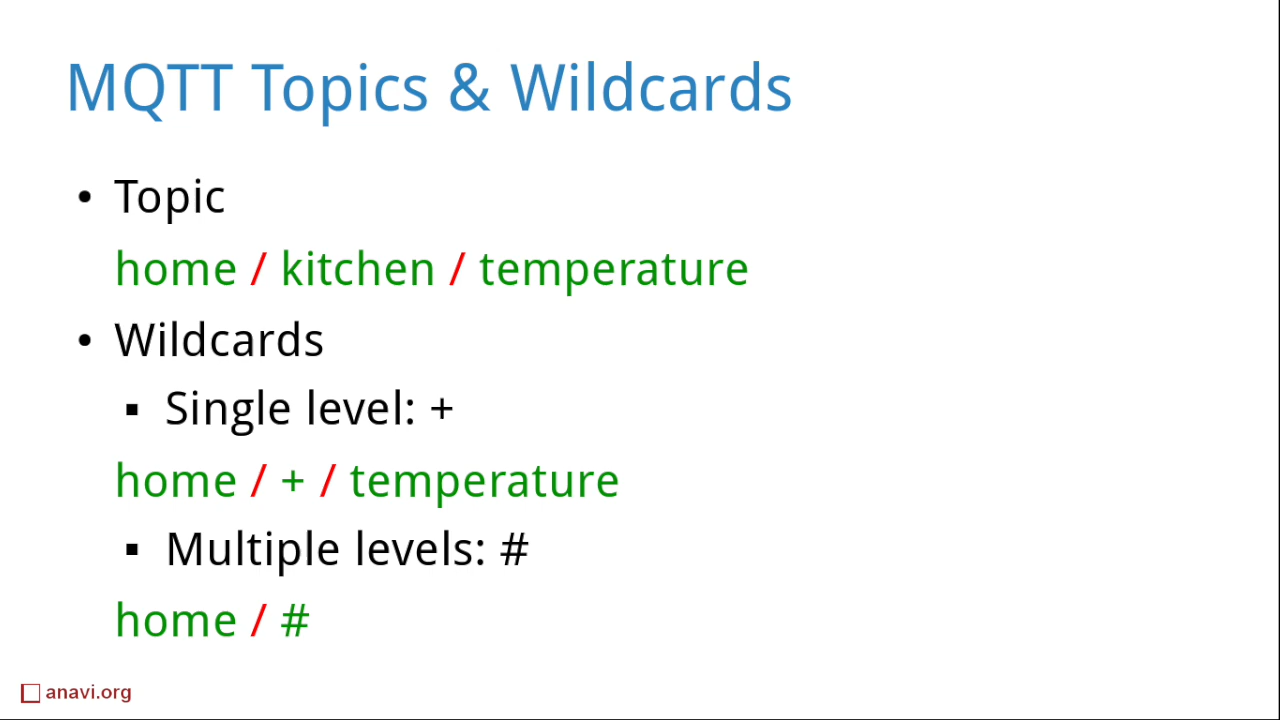 MQTT Topics & Wildcards
• Topic
home / kitchen / temperature
• Wildcards
▪ Single level: +
home / + / temperature
▪ Multiple levels: #
home / #
anavi.org